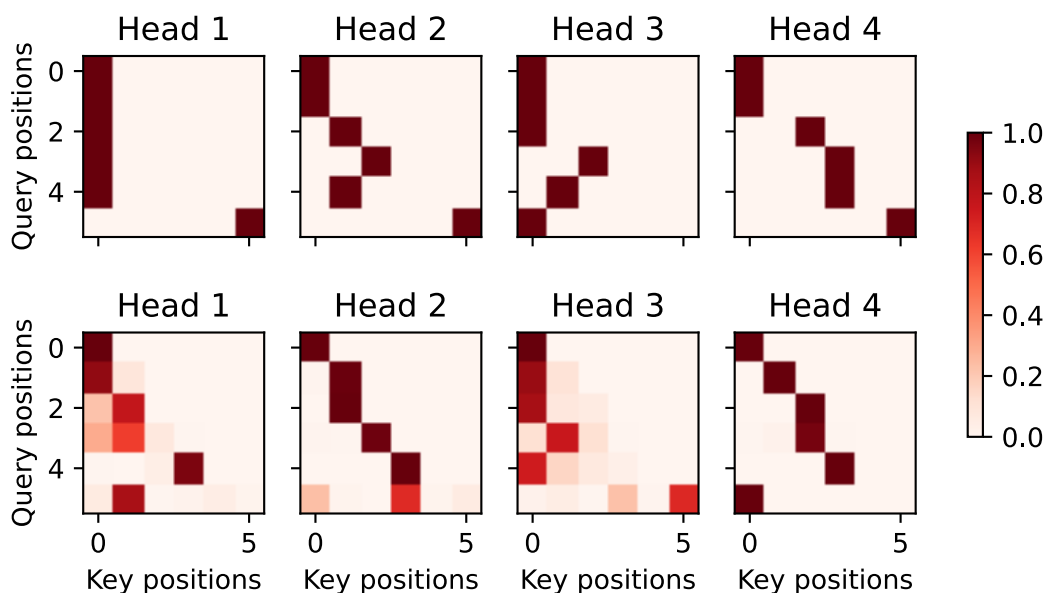 Head 1 Head 2 Head 3 Head 4
Query positions
0
2
4
1.0
0.8
0.6
0.4
0.2
0.0
Head 1 Head 2 Head 3 Head 4
Query positions
0
2
4
0 5 0 5 0 5 0 5
Key positions Key positions Key positions Key positions